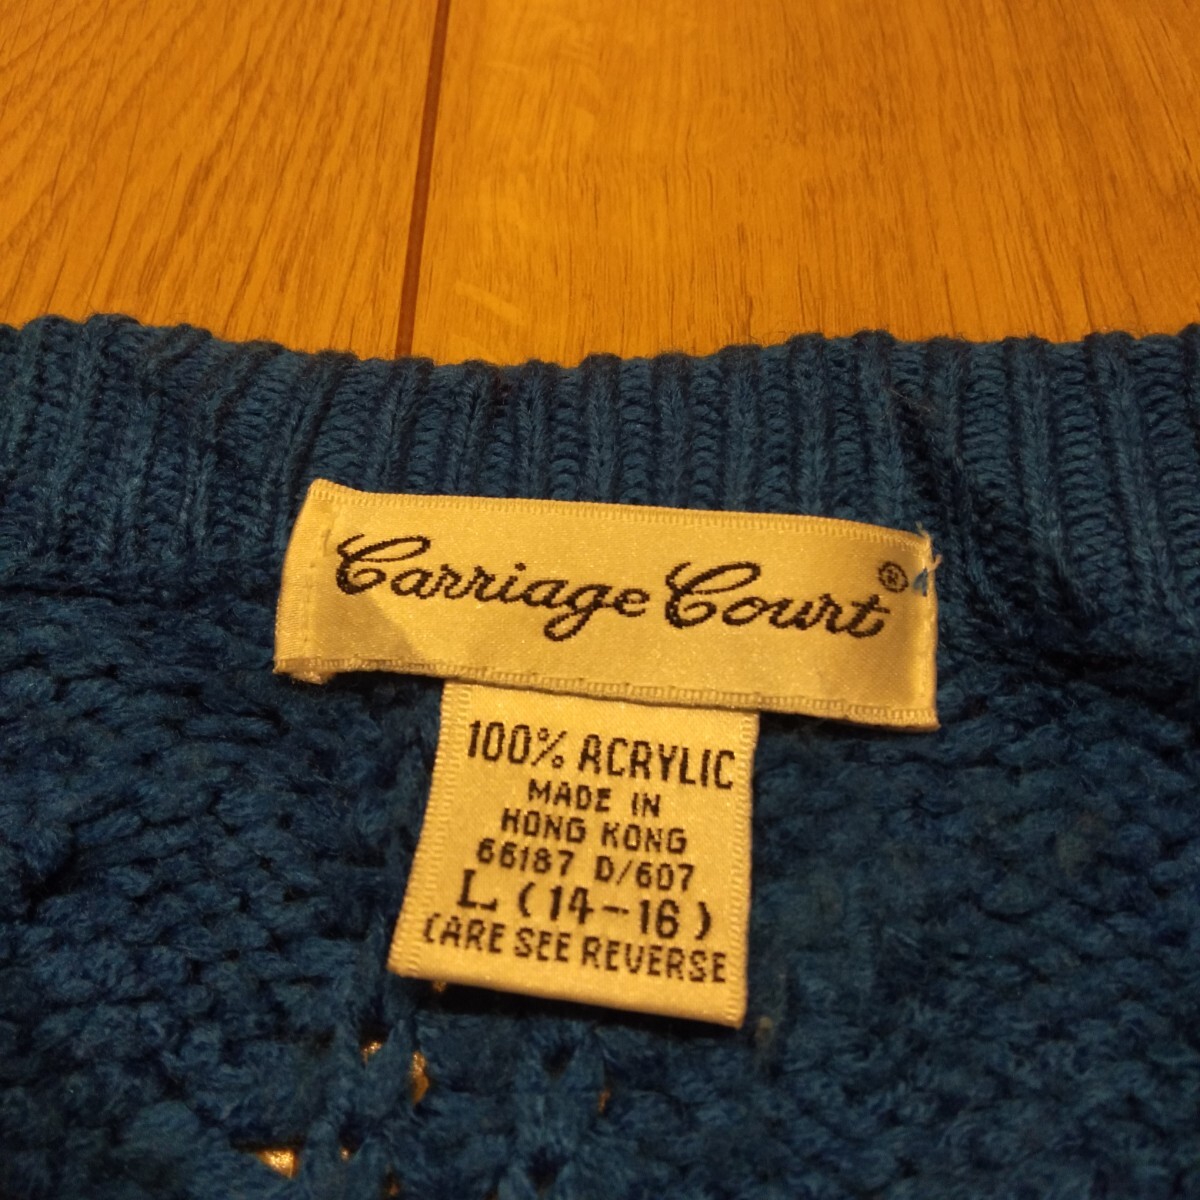 Carriage Court®
100% ACRYLIC
MADE IN
HONG KONG
66187 D/607
L (14-16)
CARE SEE REVERSE